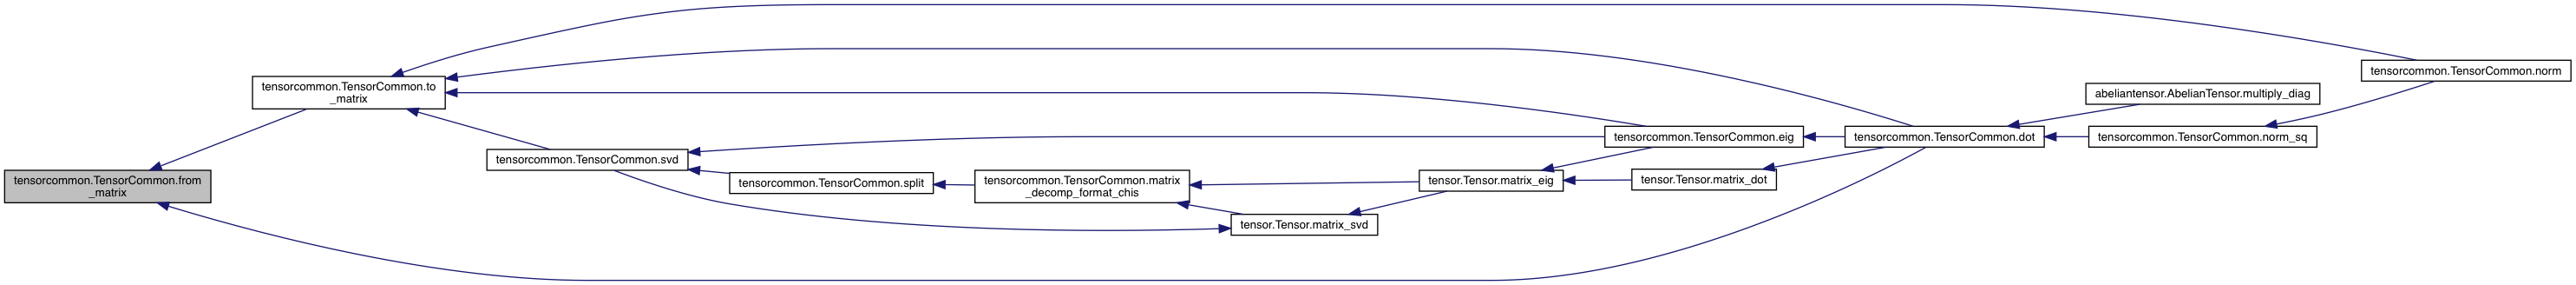 tensorcommon.TensorCommon.from
_matrix
tensorcommon.TensorCommon.to
_matrix
tensorcommon.TensorCommon.svd
tensorcommon.TensorCommon.split
tensorcommon.TensorCommon.matrix
_decomp_format_chis
tensor.Tensor.matrix_svd
tensor.Tensor.matrix_eig
tensorcommon.TensorCommon.eig
tensor.Tensor.matrix_dot
tensorcommon.TensorCommon.dot
abeliantensor.AbelianTensor.multiply_diag
tensorcommon.TensorCommon.norm_sq
tensorcommon.TensorCommon.norm